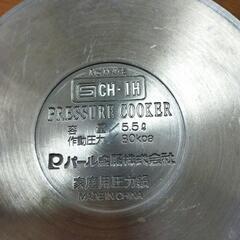 S CH-IH
PRESSURE COOKER
容量／5.5ℓ
作動圧力／90kpa
パール金属株式会社
家庭用圧力鍋
MADE IN CHINA